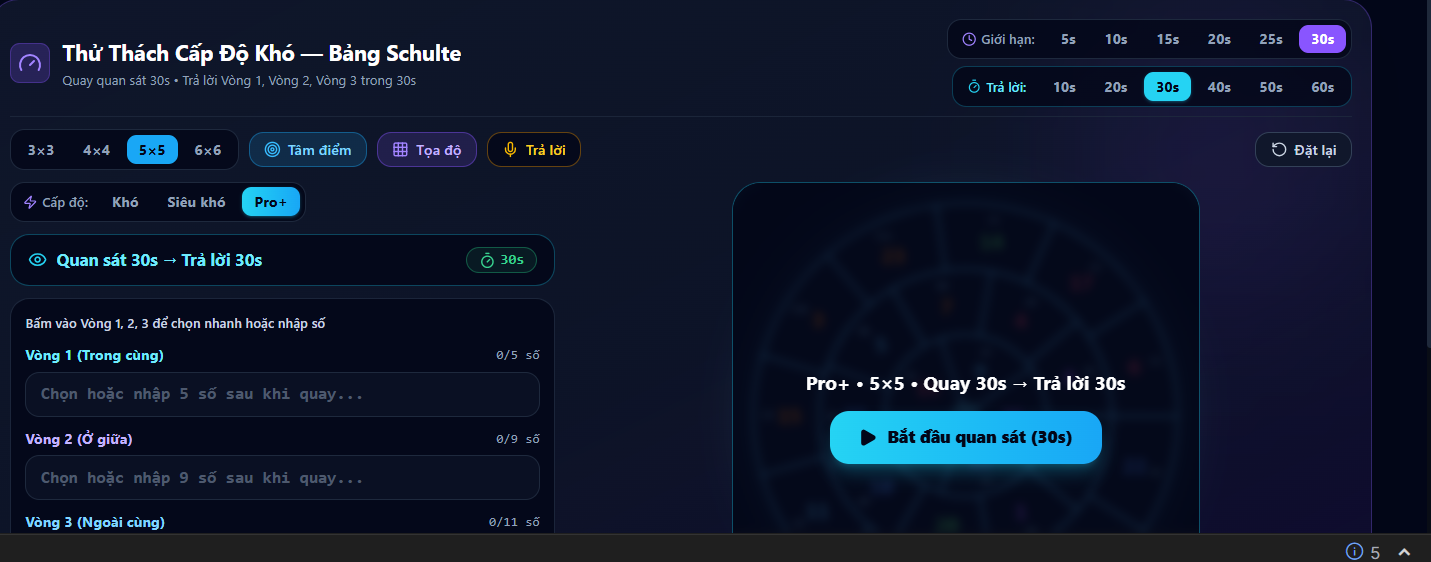 Thử Thách Cấp Độ Khó — Bảng Schulte
Quay quan sát 30s • Trả lời Vòng 1, Vòng 2, Vòng 3 trong 30s
Giới hạn: 5s 10s 15s 20s 25s 30s
Trả lời: 10s 20s 30s 40s 50s 60s
3×3 4×4 5×5 6×6 Tâm điểm Tọa độ Trả lời Đặt lại
Cấp độ: Khó Siêu khó Pro+
Quan sát 30s → Trả lời 30s 30s
Bấm vào Vòng 1, 2, 3 để chọn nhanh hoặc nhập số
Vòng 1 (Trong cùng) 0/5 số
Chọn hoặc nhập 5 số sau khi quay...
Vòng 2 (Ở giữa) 0/9 số
Chọn hoặc nhập 9 số sau khi quay...
Vòng 3 (Ngoài cùng) 0/11 số
Pro+ • 5×5 • Quay 30s → Trả lời 30s
Bắt đầu quan sát (30s)
5